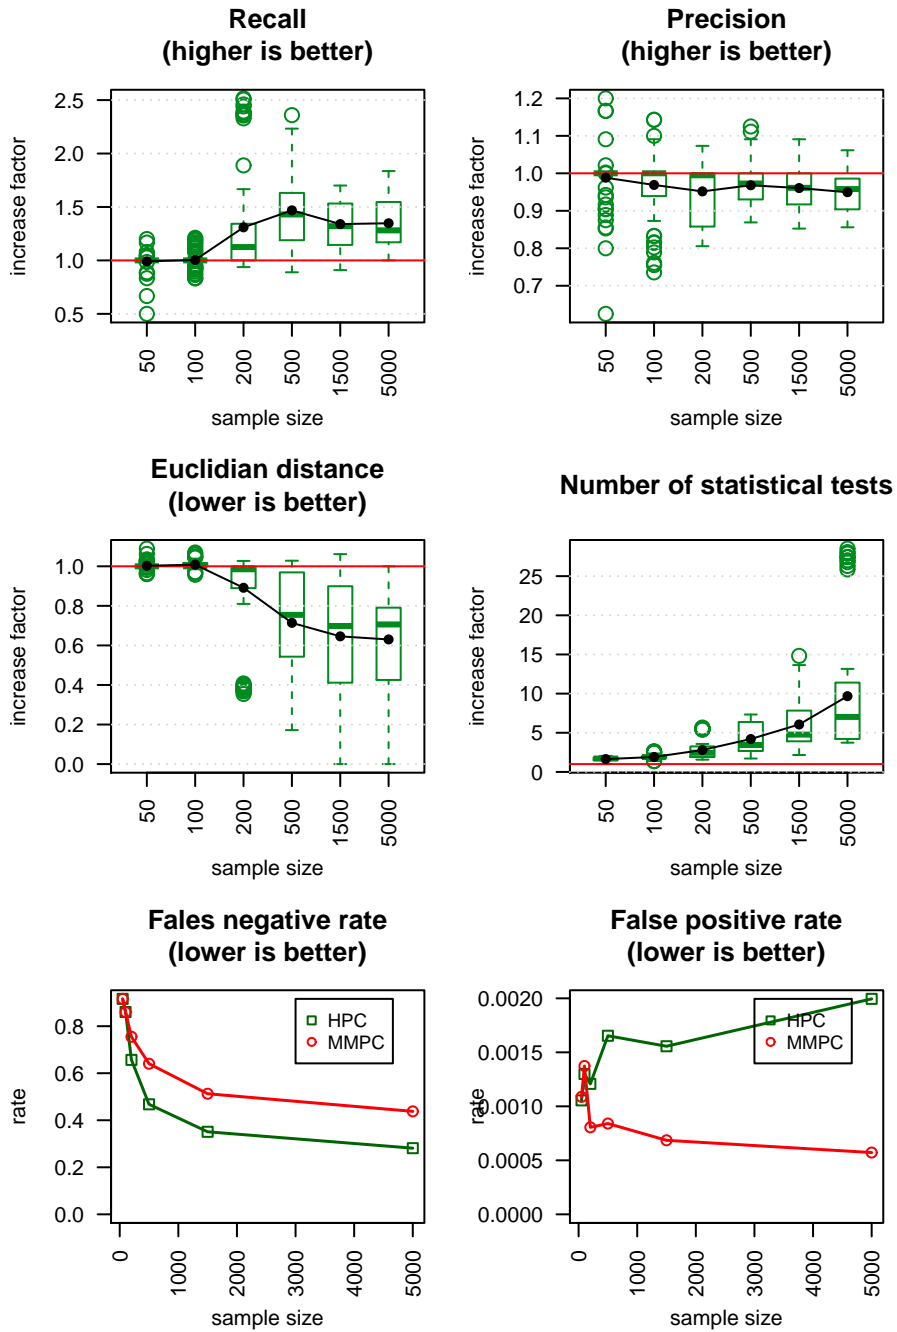 Recall
(higher is better)
2.5
2.0
1.5
1.0
0.5
increase factor
50
100
200
500
1500
5000
sample size
Precision
(higher is better)
1.2
1.1
1.0
0.9
0.8
0.7
increase factor
50
100
200
500
1500
5000
sample size
Euclidian distance
(lower is better)
1.0
0.8
0.6
0.4
0.2
0.0
increase factor
50
100
200
500
1500
5000
sample size
Number of statistical tests
25
20
15
10
5
0
increase factor
50
100
200
500
1500
5000
sample size
Fales negative rate
(lower is better)
0.8
0.6
0.4
0.2
0.0
rate
HPC
MMPC
0
1000
2000
3000
4000
5000
sample size
False positive rate
(lower is better)
0.0020
0.0015
0.0010
0.0005
0.0000
rate
HPC
MMPC
0
1000
2000
3000
4000
5000
sample size